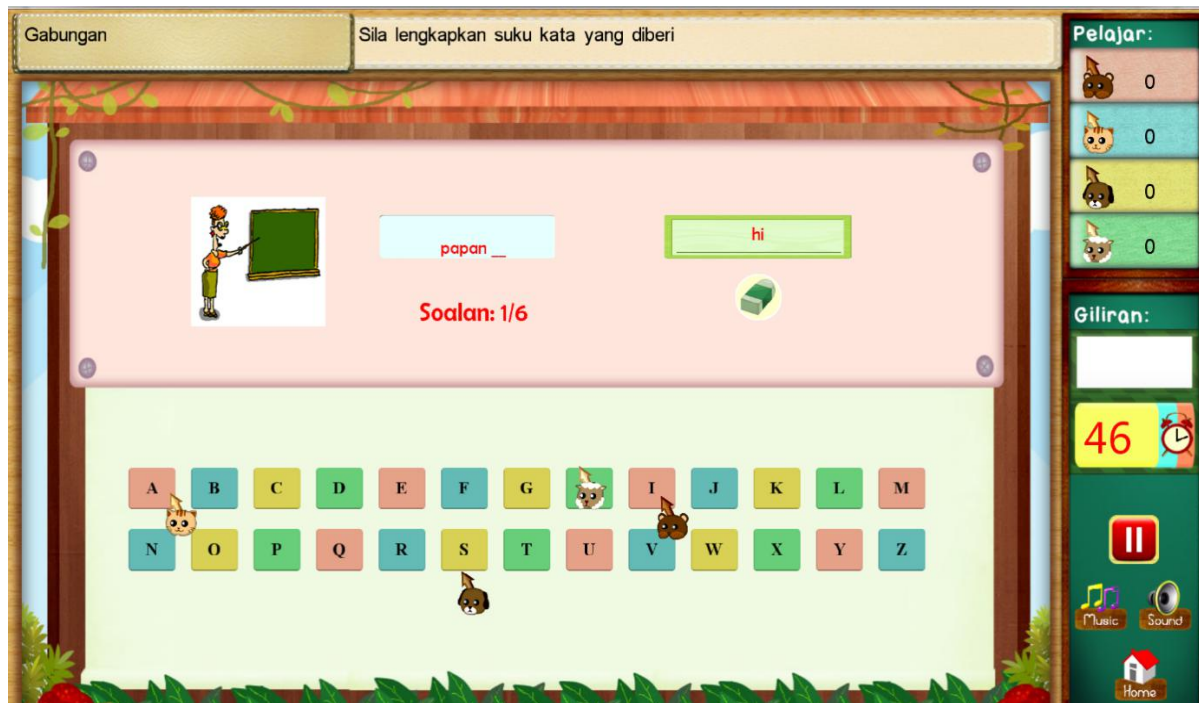 Gabungan
Sila lengkapkan suku kata yang diberi
Pelajar:
0
0
0
0
papan __
hi
Soalan: 1/6
Giliran:
46
A B C D E F G I J K L M
N O P Q R S T U V W X Y Z
Music
Sound
Home